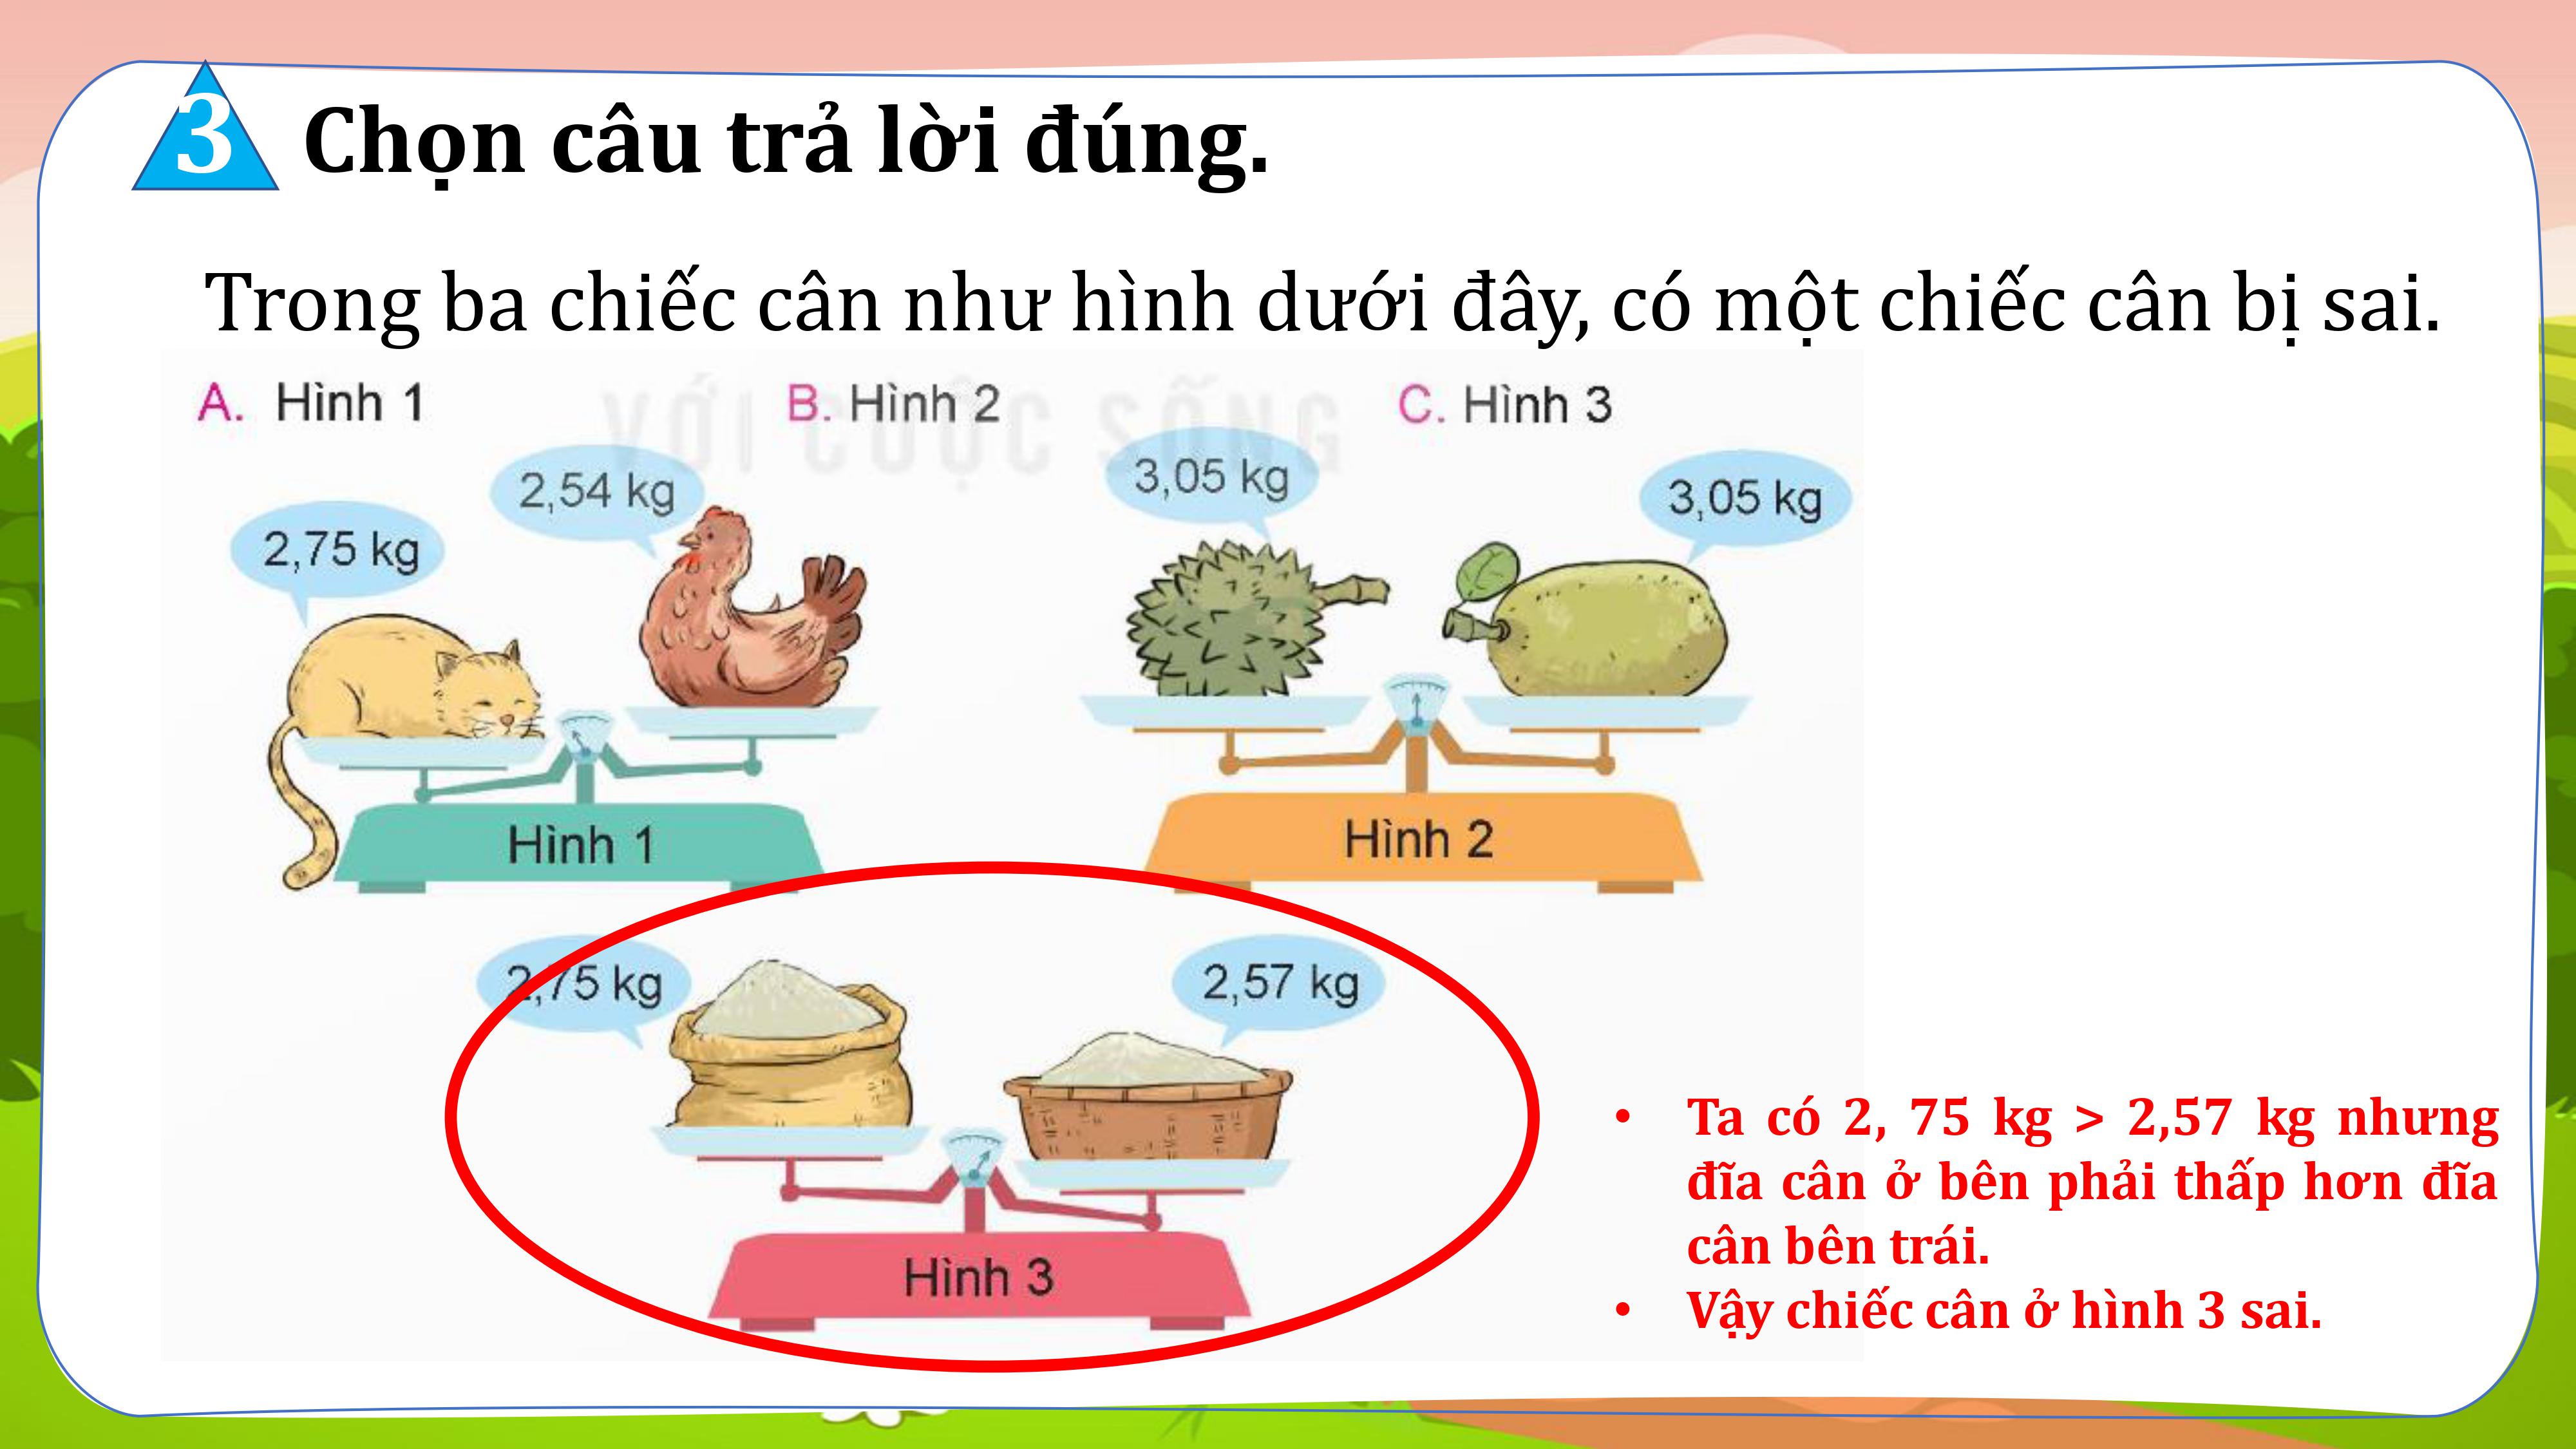 3 Chọn câu trả lời đúng.
Trong ba chiếc cân như hình dưới đây, có một chiếc cân bị sai.
VỚI CUỘC SỐNG
A. Hình 1 B. Hình 2 C. Hình 3
2,75 kg 2,54 kg 3,05 kg 3,05 kg
Hình 1 Hình 2
2,75 kg 2,57 kg
Hình 3
• Ta có 2, 75 kg > 2,57 kg nhưng
đĩa cân ở bên phải thấp hơn đĩa
cân bên trái.
• Vậy chiếc cân ở hình 3 sai.